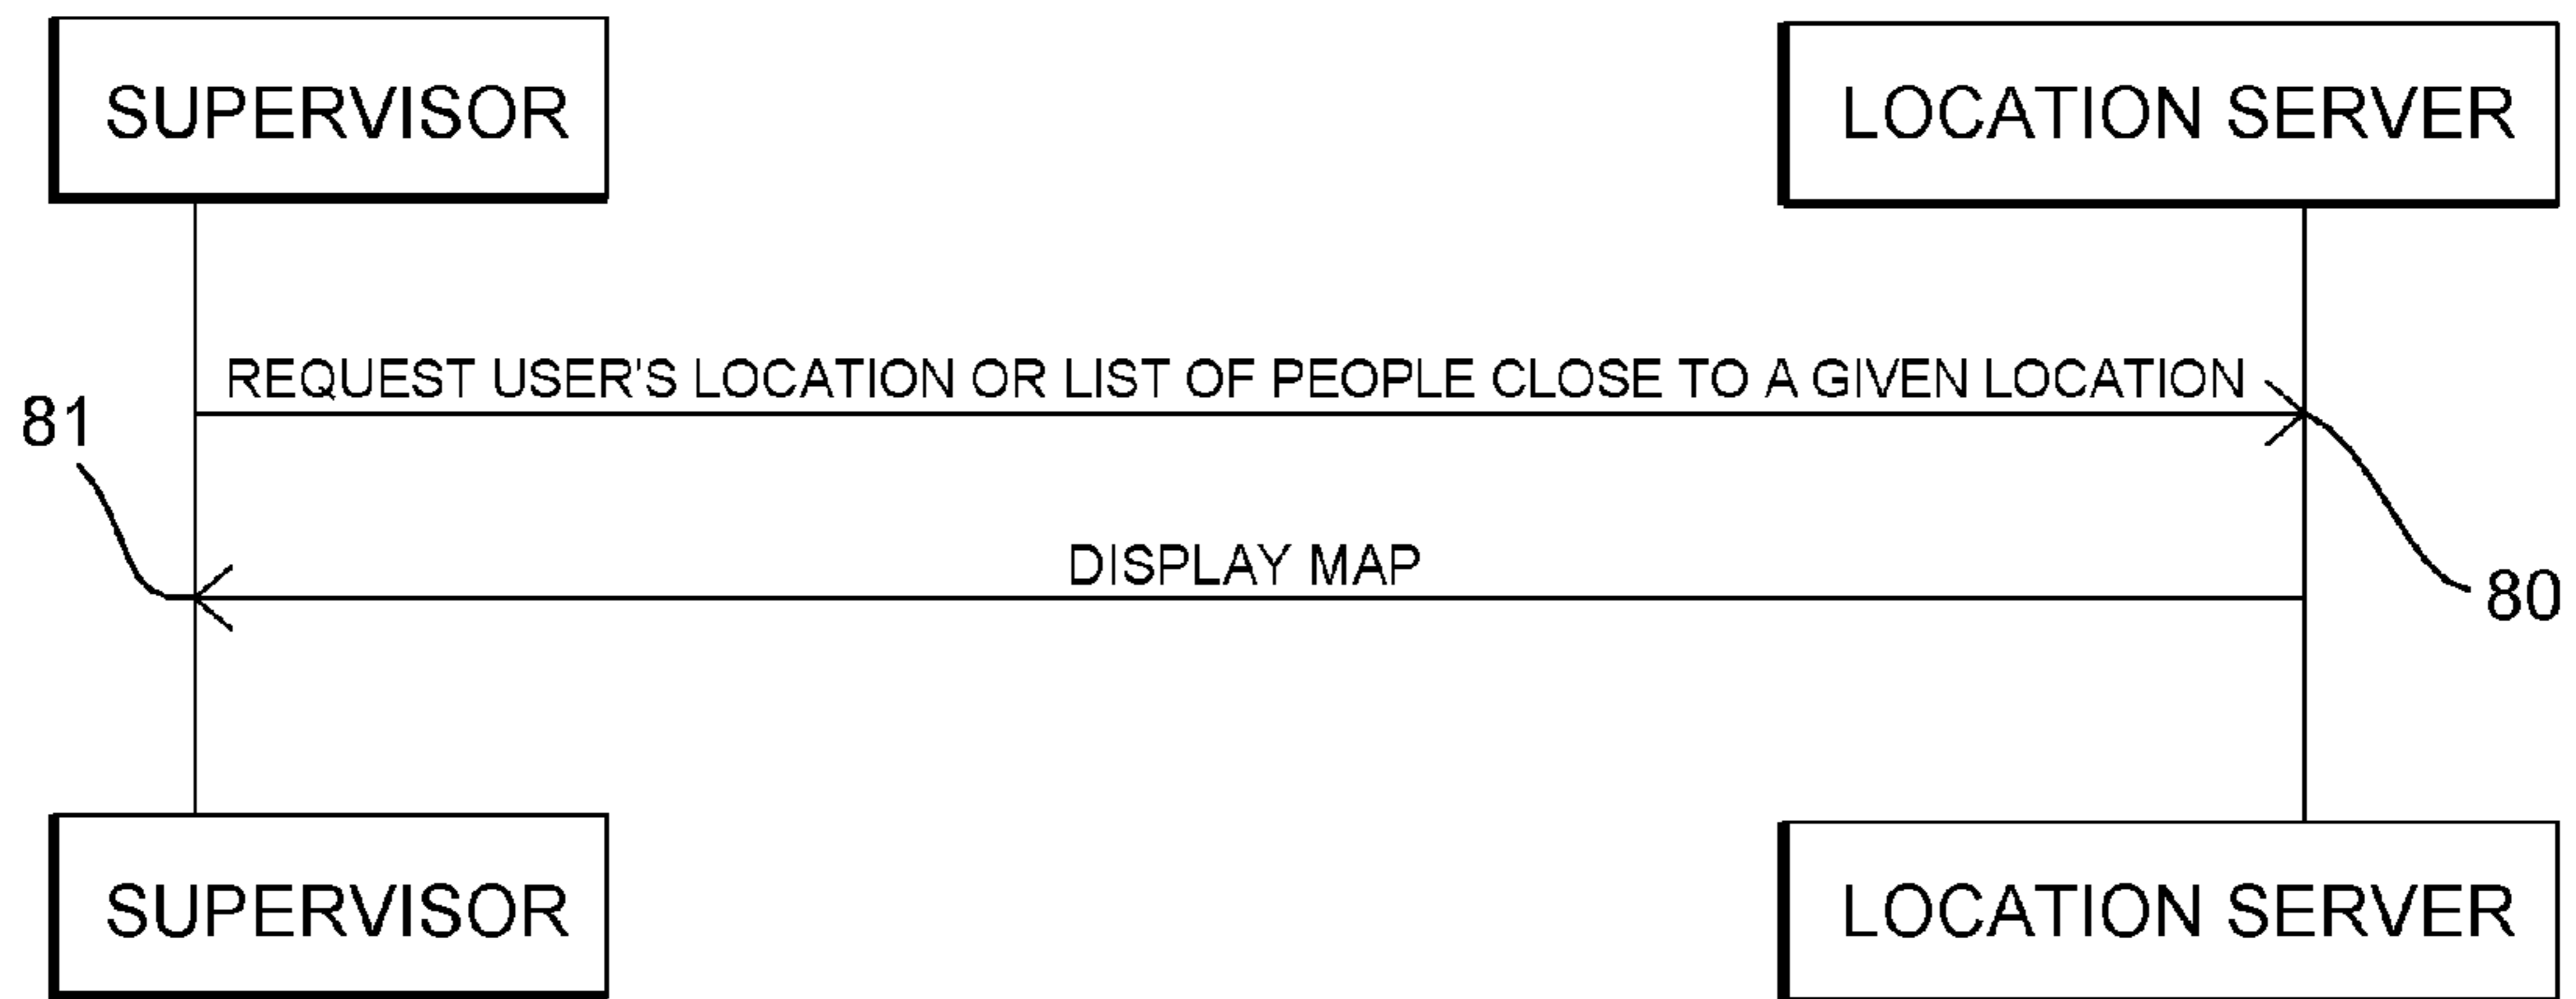 SUPERVISOR
LOCATION SERVER
REQUEST USER'S LOCATION OR LIST OF PEOPLE CLOSE TO A GIVEN LOCATION
81
DISPLAY MAP
80
SUPERVISOR
LOCATION SERVER